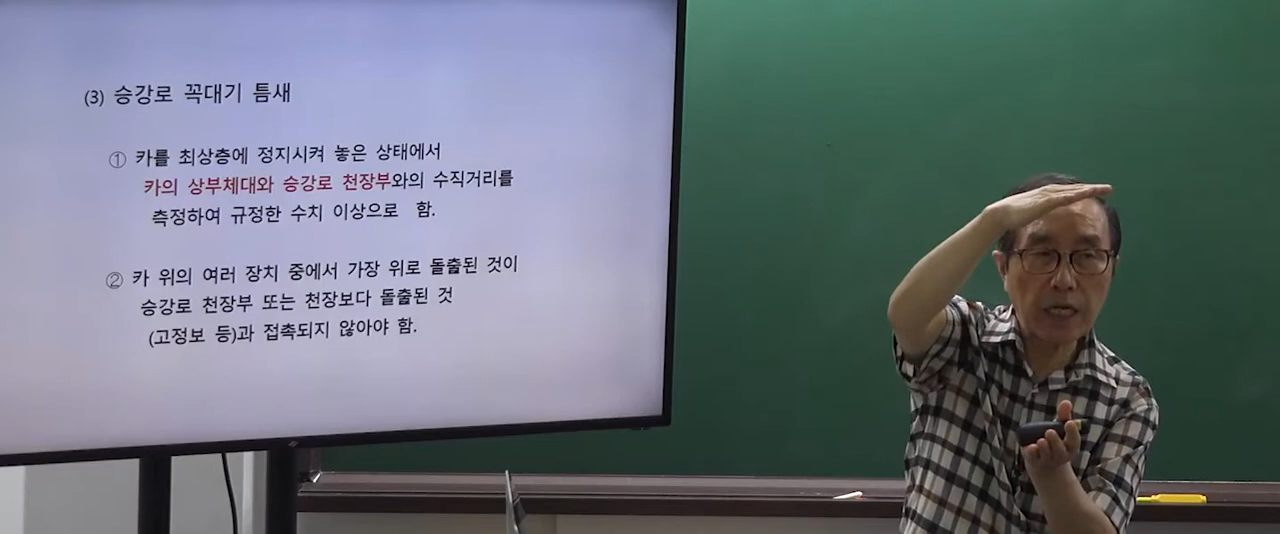 (3) 승강로 꼭대기 틈새
① 카를 최상층에 정지시켜 놓은 상태에서
카의 상부체대와 승강로 천장부와의 수직거리를
측정하여 규정한 수치 이상으로 함.
② 카 위의 여러 장치 중에서 가장 위로 돌출된 것이
승강로 천장부 또는 천장보다 돌출된 것
(고정보 등)과 접촉되지 않아야 함.